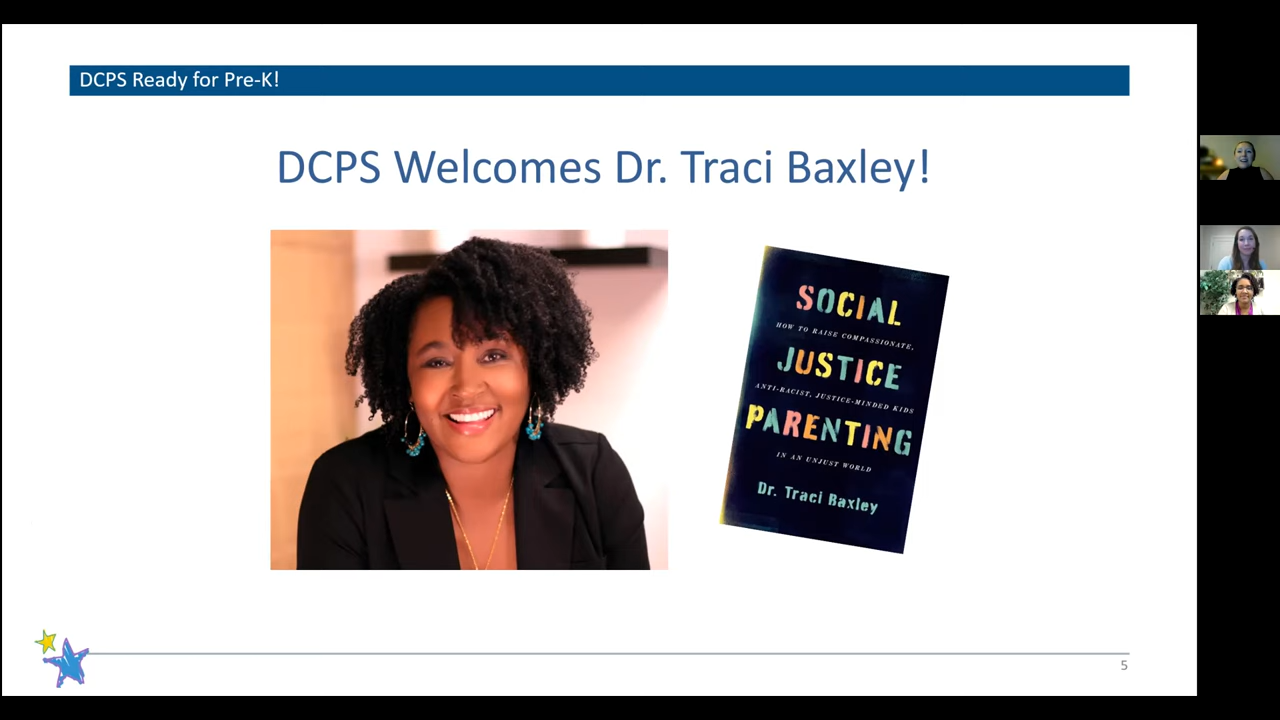 DCPS Ready for Pre-K!
DCPS Welcomes Dr. Traci Baxley!
SOCIAL
HOW TO RAISE COMPASSIONATE,
JUSTICE
ANTI-RACIST, JUSTICE-MINDED KIDS
PARENTING
IN AN UNJUST WORLD
Dr. Traci Baxley
5